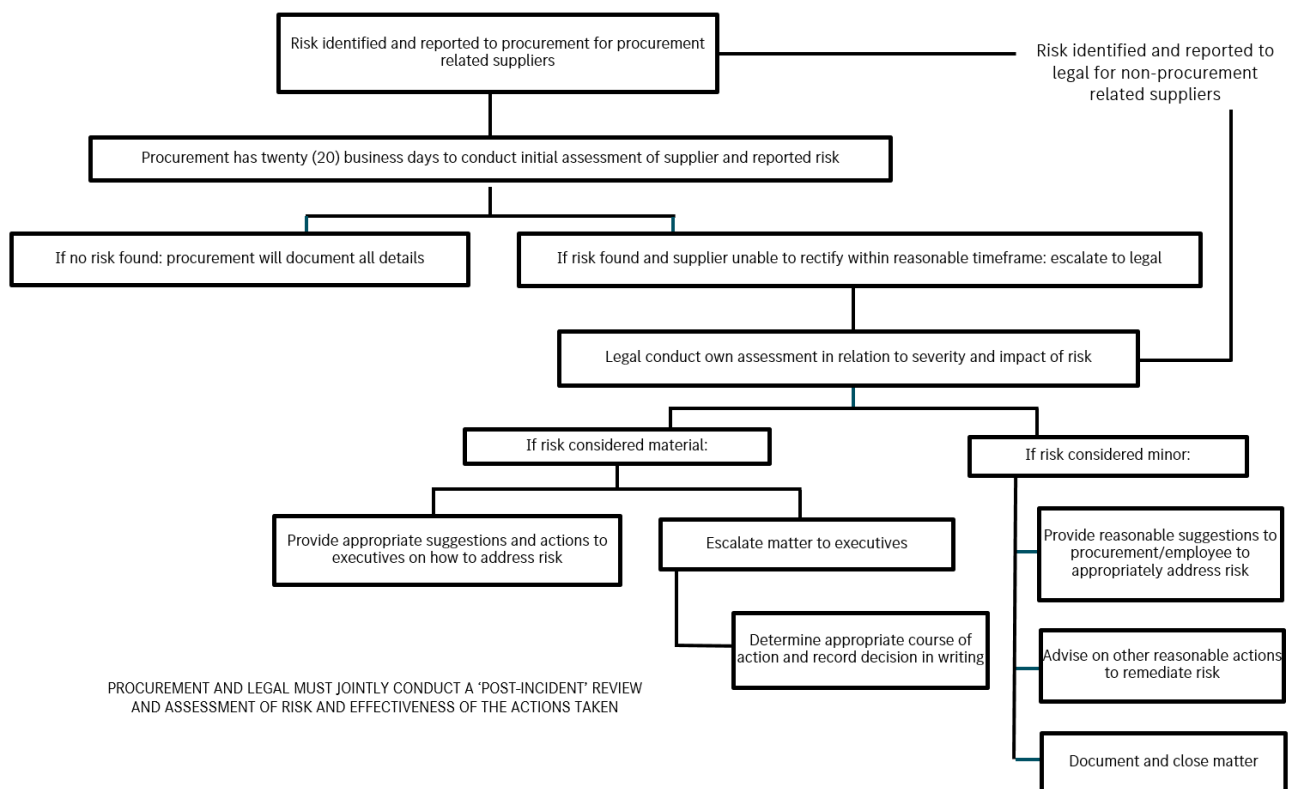 Risk identified and reported to procurement for procurement
related suppliers
Risk identified and reported to
legal for non-procurement
related suppliers
Procurement has twenty (20) business days to conduct initial assessment of supplier and reported risk
If no risk found: procurement will document all details
If risk found and supplier unable to rectify within reasonable timeframe: escalate to legal
Legal conduct own assessment in relation to severity and impact of risk
If risk considered material:
If risk considered minor:
Provide appropriate suggestions and actions to
executives on how to address risk
Escalate matter to executives
Determine appropriate course of
action and record decision in writing
Provide reasonable suggestions to
procurement/employee to
appropriately address risk
Advise on other reasonable actions
to remediate risk
Document and close matter
PROCUREMENT AND LEGAL MUST JOINTLY CONDUCT A ‘POST-INCIDENT’ REVIEW
AND ASSESSMENT OF RISK AND EFFECTIVENESS OF THE ACTIONS TAKEN